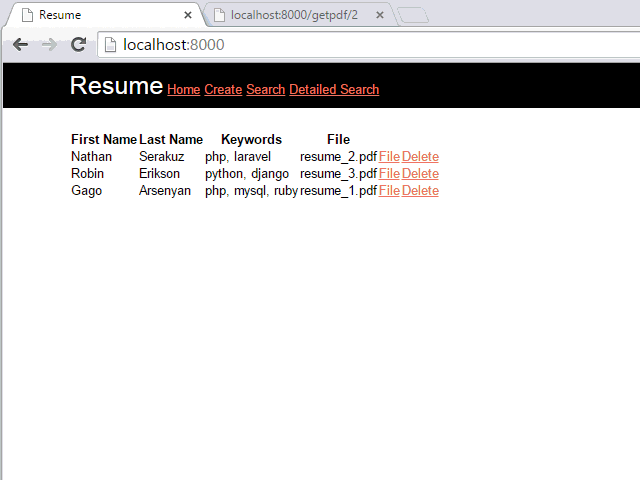 Resume × localhost:8000/getpdf/2 ×
localhost:8000
Resume Home Create Search Detailed Search
First Name Last Name Keywords File
Nathan Serakuz php, laravel resume_2.pdf File Delete
Robin Erikson python, django resume_3.pdf File Delete
Gago Arsenyan php, mysql, ruby resume_1.pdf File Delete